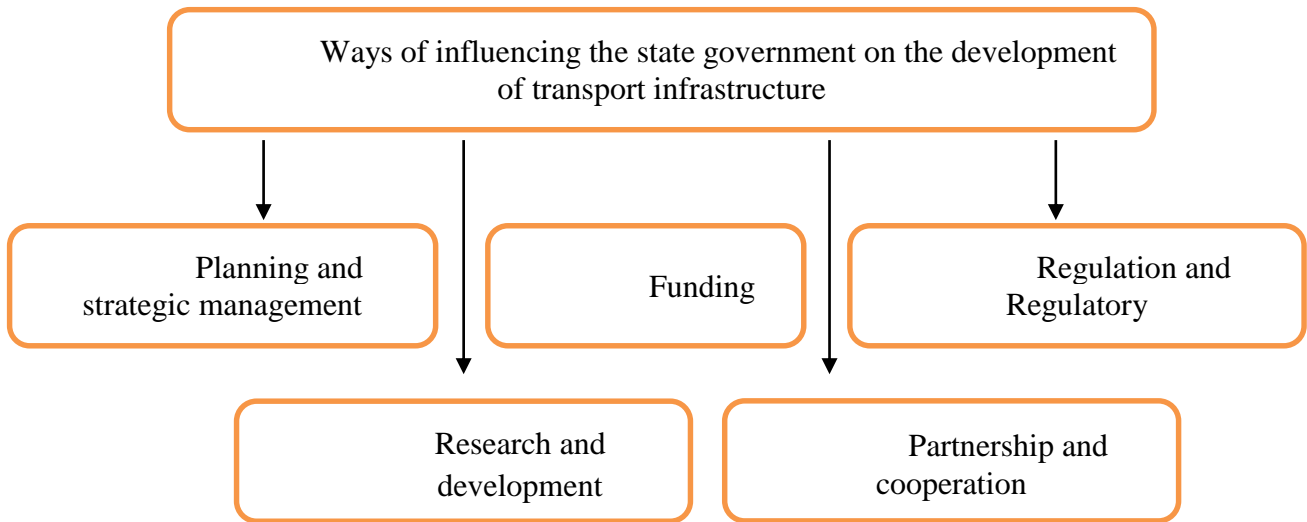 Ways of influencing the state government on the development
of transport infrastructure
Planning and
strategic management
Funding
Regulation and
Regulatory
Research and
development
Partnership and
cooperation